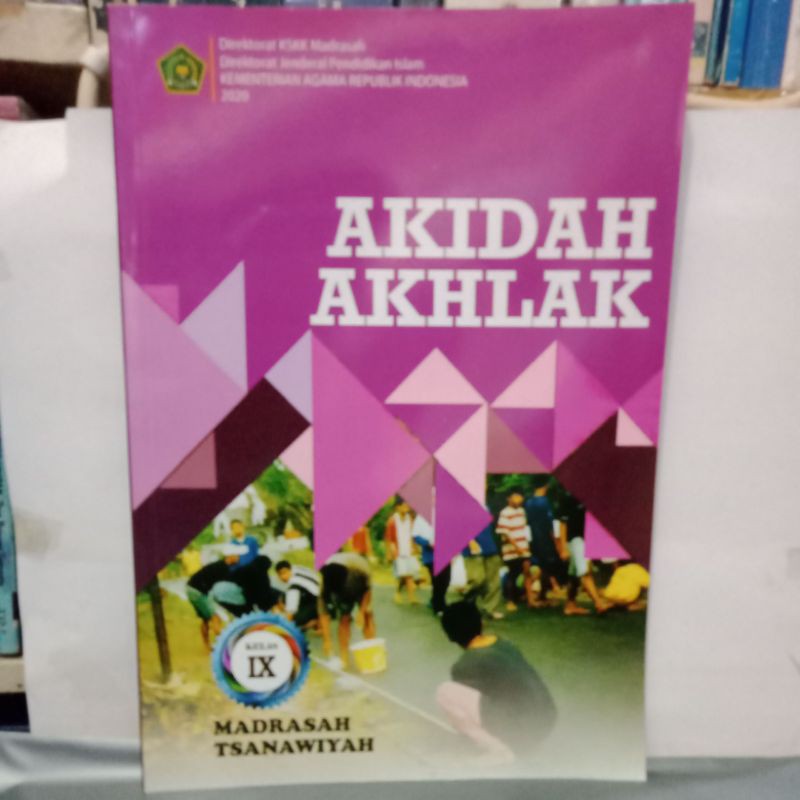 Direktorat KSKK Madrasah
Direktorat Jenderal Pendidikan Islam
KEMENTERIAN AGAMA REPUBLIK INDONESIA
2020
AKIDAH
AKHLAK
KELAS
IX
MADRASAH
TSANAWIYAH